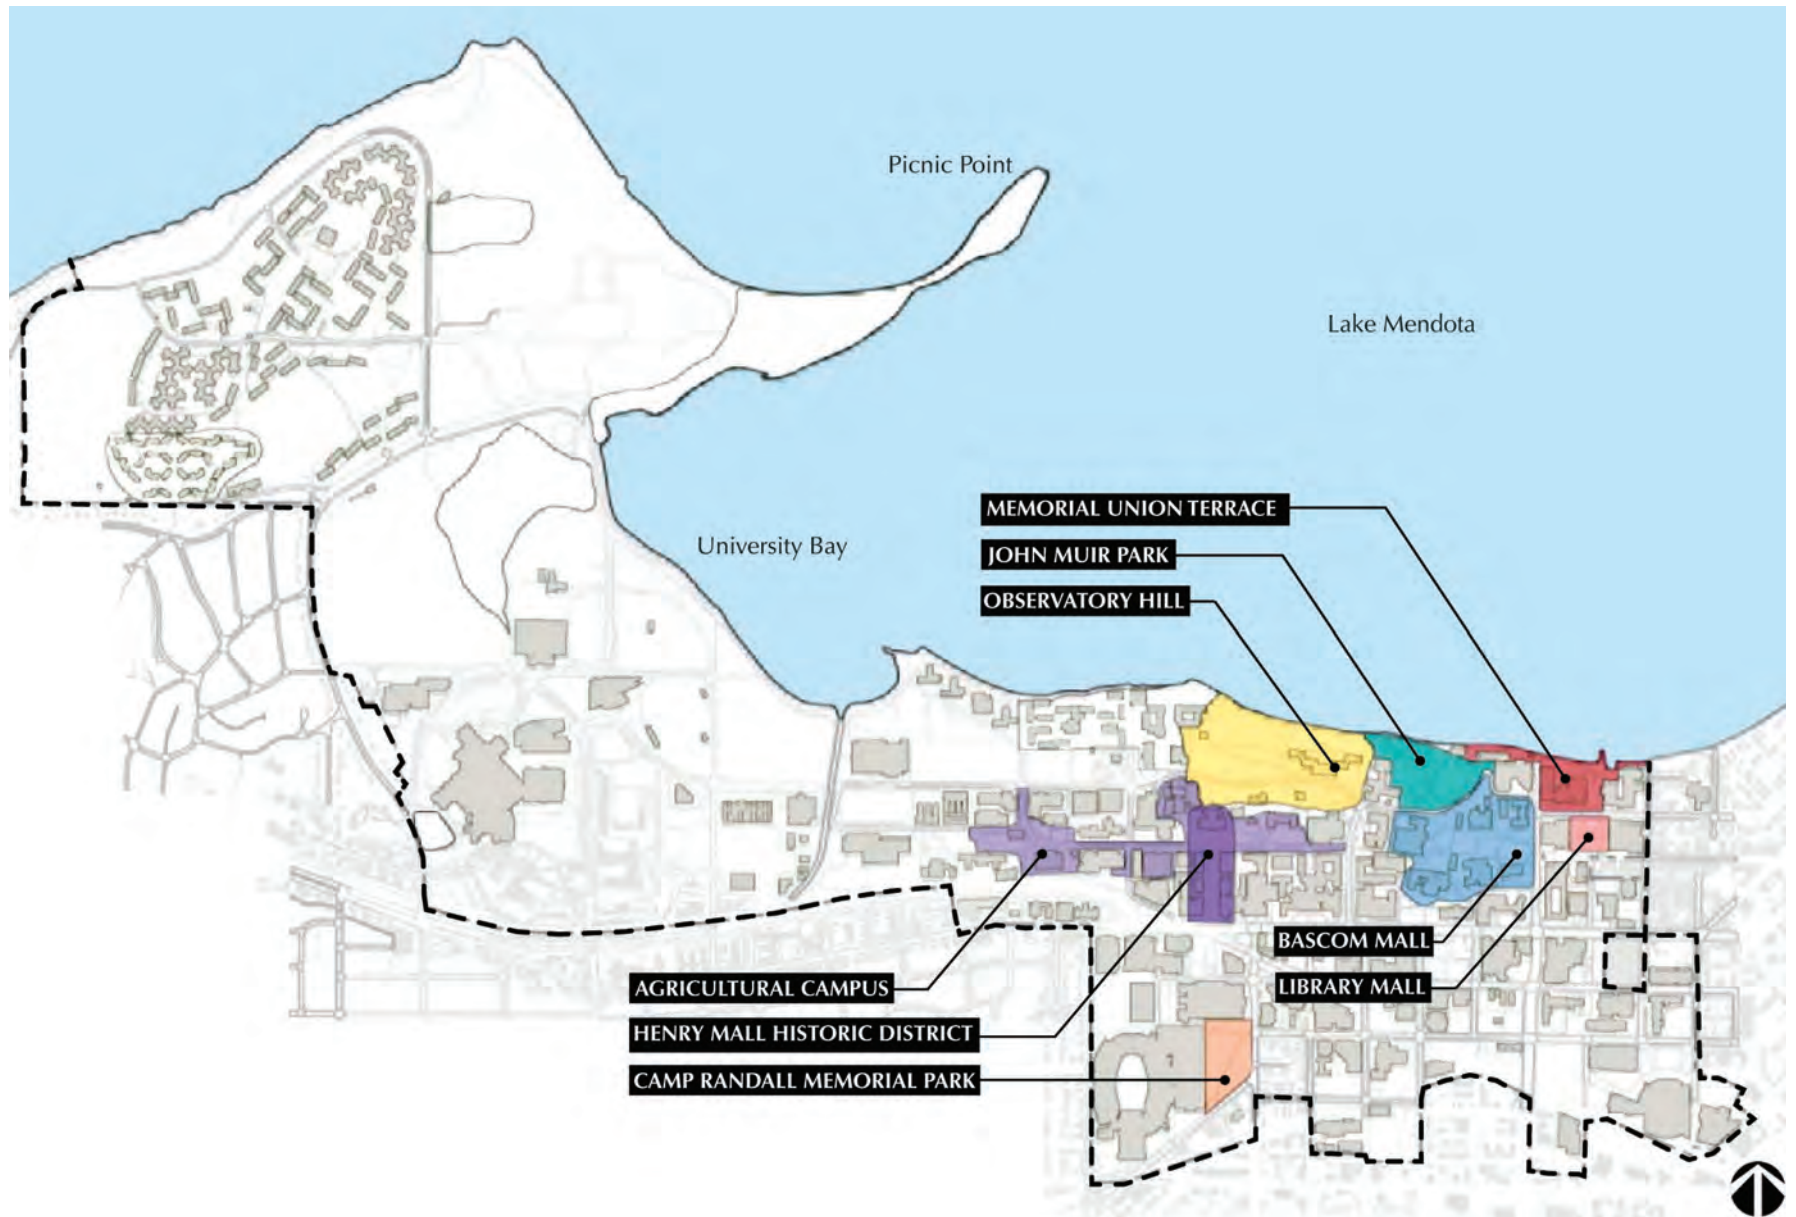 Picnic Point
Lake Mendota
MEMORIAL UNION TERRACE
University Bay
JOHN MUIR PARK
OBSERVATORY HILL
BASCOM MALL
AGRICULTURAL CAMPUS
LIBRARY MALL
HENRY MALL HISTORIC DISTRICT
CAMP RANDALL MEMORIAL PARK